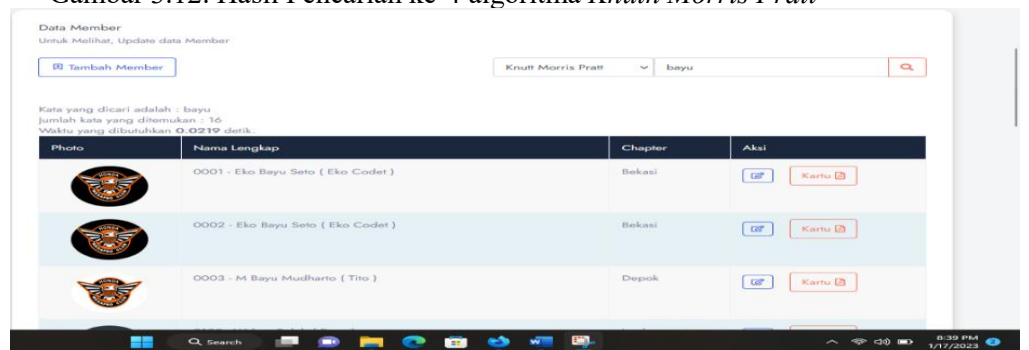 Gambar 5.12. Hasil Pencarian ke-4 algoritma Knuth Morris Pratt
Data Member
Untuk Melihat, Update data Member
Tambah Member
Knutt Morris Pratt
bayu
Kata yang dicari adalah : bayu
Jumlah kata yang ditemukan : 16
Waktu yang dibutuhkan 0.0219 detik.
Photo Nama Lengkap Chapter Aksi
0001 - Eko Bayu Seto ( Eko Codet ) Bekasi Kartu
0002 - Eko Bayu Seto ( Eko Codet ) Bekasi Kartu
0003 - M Bayu Mudharto ( Tito ) Depok Kartu
Search
8:39 PM
1/17/2023